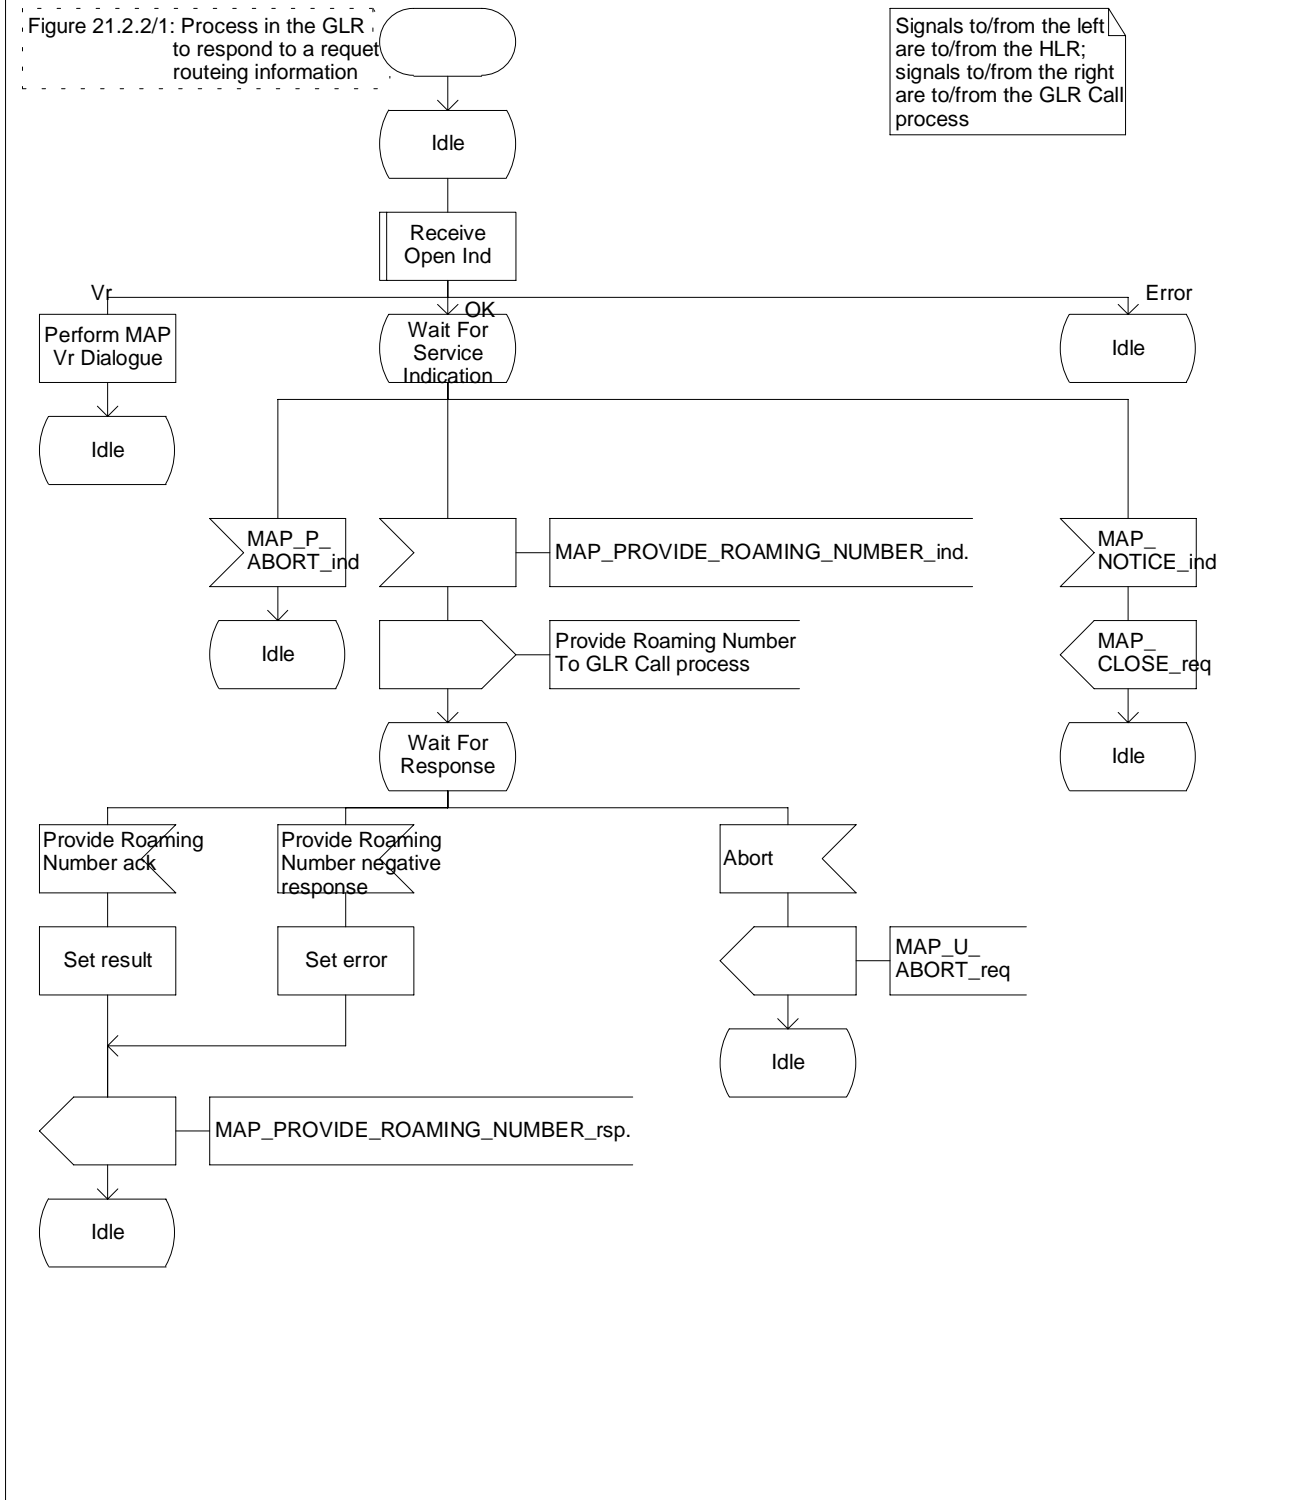 Figure 21.2.2/1: Process in the GLR
to respond to a requet
routeing information
Signals to/from the left
are to/from the HLR;
signals to/from the right
are to/from the GLR Call
process
Idle
Receive
Open Ind
Vr
OK
Error
Perform MAP
Vr Dialogue
Wait For
Service
Indication
Idle
Idle
MAP_P_
ABORT_ind
MAP_PROVIDE_ROAMING_NUMBER_ind.
MAP_
NOTICE_ind
Idle
Provide Roaming Number
To GLR Call process
MAP_
CLOSE_req
Wait For
Response
Idle
Provide Roaming
Number ack
Provide Roaming
Number negative
response
Abort
Set result
Set error
MAP_U_
ABORT_req
Idle
MAP_PROVIDE_ROAMING_NUMBER_rsp.
Idle